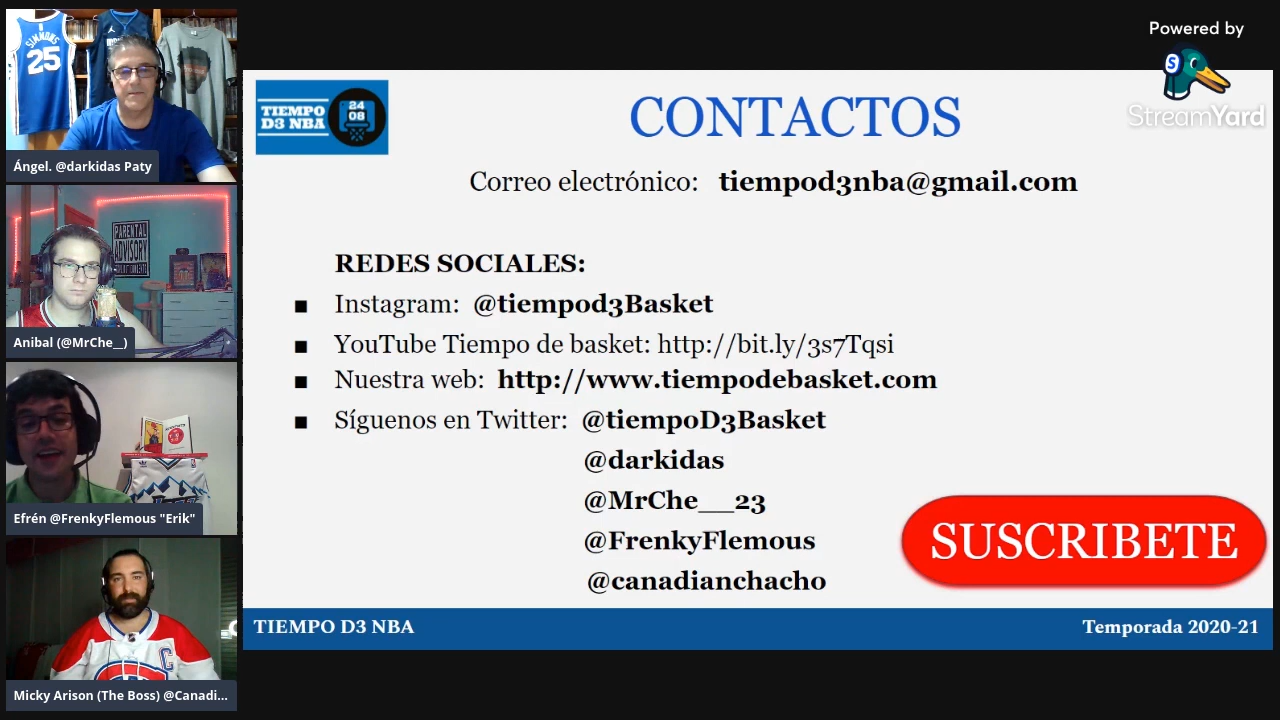 Powered by
StreamYard
SIMMONS
25
Ángel. @darkidas Paty
PARENTAL
ADVISORY
Anibal (@MrChe__)
Efrén @FrenkyFlemous "Erik"
C
Micky Arison (The Boss) @Canadi...
TIEMPO
D3 NBA
24
08
CONTACTOS
Correo electrónico: tiempod3nba@gmail.com
REDES SOCIALES:
▪ Instagram: @tiempod3Basket
▪ YouTube Tiempo de basket: http://bit.ly/3s7Tqsi
▪ Nuestra web: http://www.tiempodebasket.com
▪ Síguenos en Twitter: @tiempoD3Basket
@darkidas
@MrChe__23
@FrenkyFlemous
@canadianchacho
SUSCRIBETE
TIEMPO D3 NBA
Temporada 2020-21